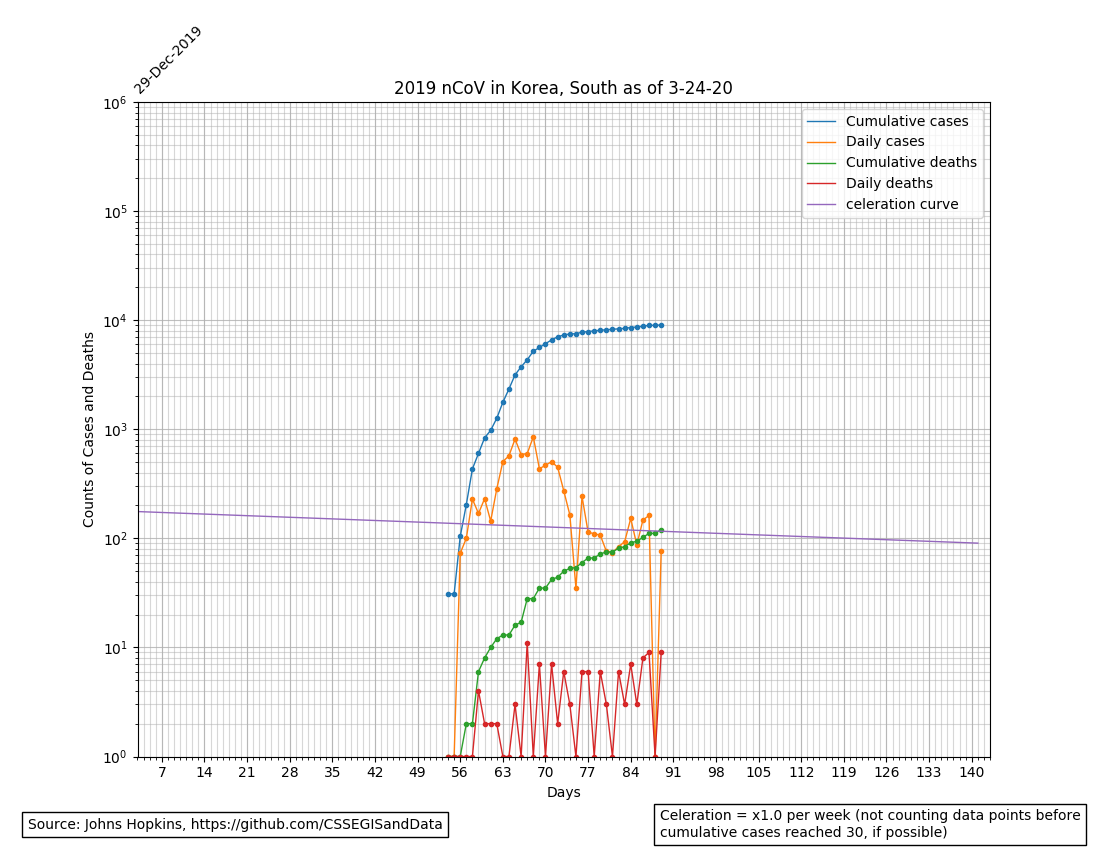 29-Dec-2019
2019 nCoV in Korea, South as of 3-24-20
10^6
10^5
10^4
10^3
10^2
10^1
10^0
Counts of Cases and Deaths
Cumulative cases
Daily cases
Cumulative deaths
Daily deaths
celeration curve
7 14 21 28 35 42 49 56 63 70 77 84 91 98 105 112 119 126 133 140
Days
Source: Johns Hopkins, https://github.com/CSSEGISandData
Celeration = x1.0 per week (not counting data points before
cumulative cases reached 30, if possible)